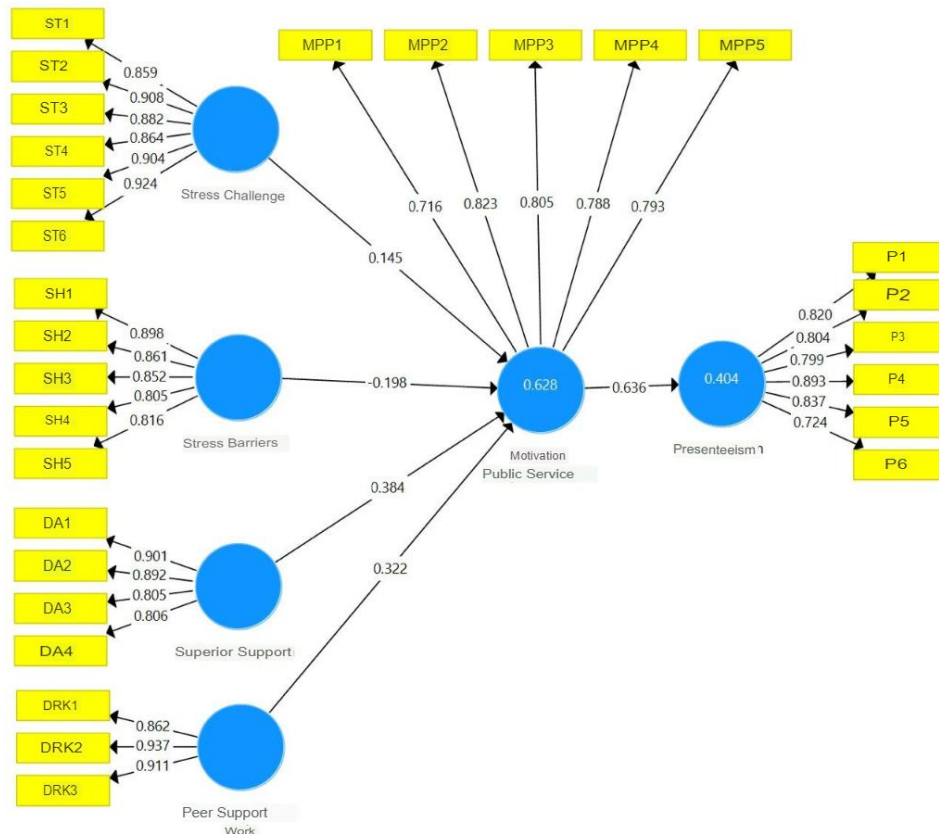 ST1
ST2
ST3
ST4
ST5
ST6
0.859
0.908
0.882
0.864
0.904
0.924
Stress Challenge
MPP1 MPP2 MPP3 MPP4 MPP5
0.716 0.823 0.805 0.788 0.793
0.145
SH1
SH2
SH3
SH4
SH5
0.898
0.861
0.852
0.805
0.816
Stress Barriers
-0.198
0.628
Motivation
Public Service
0.636
0.404
Presenteeism
P1
P2
P3
P4
P5
P6
0.820
0.804
0.799
0.893
0.837
0.724
DA1
DA2
DA3
DA4
0.901
0.892
0.805
0.806
Superior Support
0.384
DRK1
DRK2
DRK3
0.862
0.937
0.911
Peer Support
Work
0.322